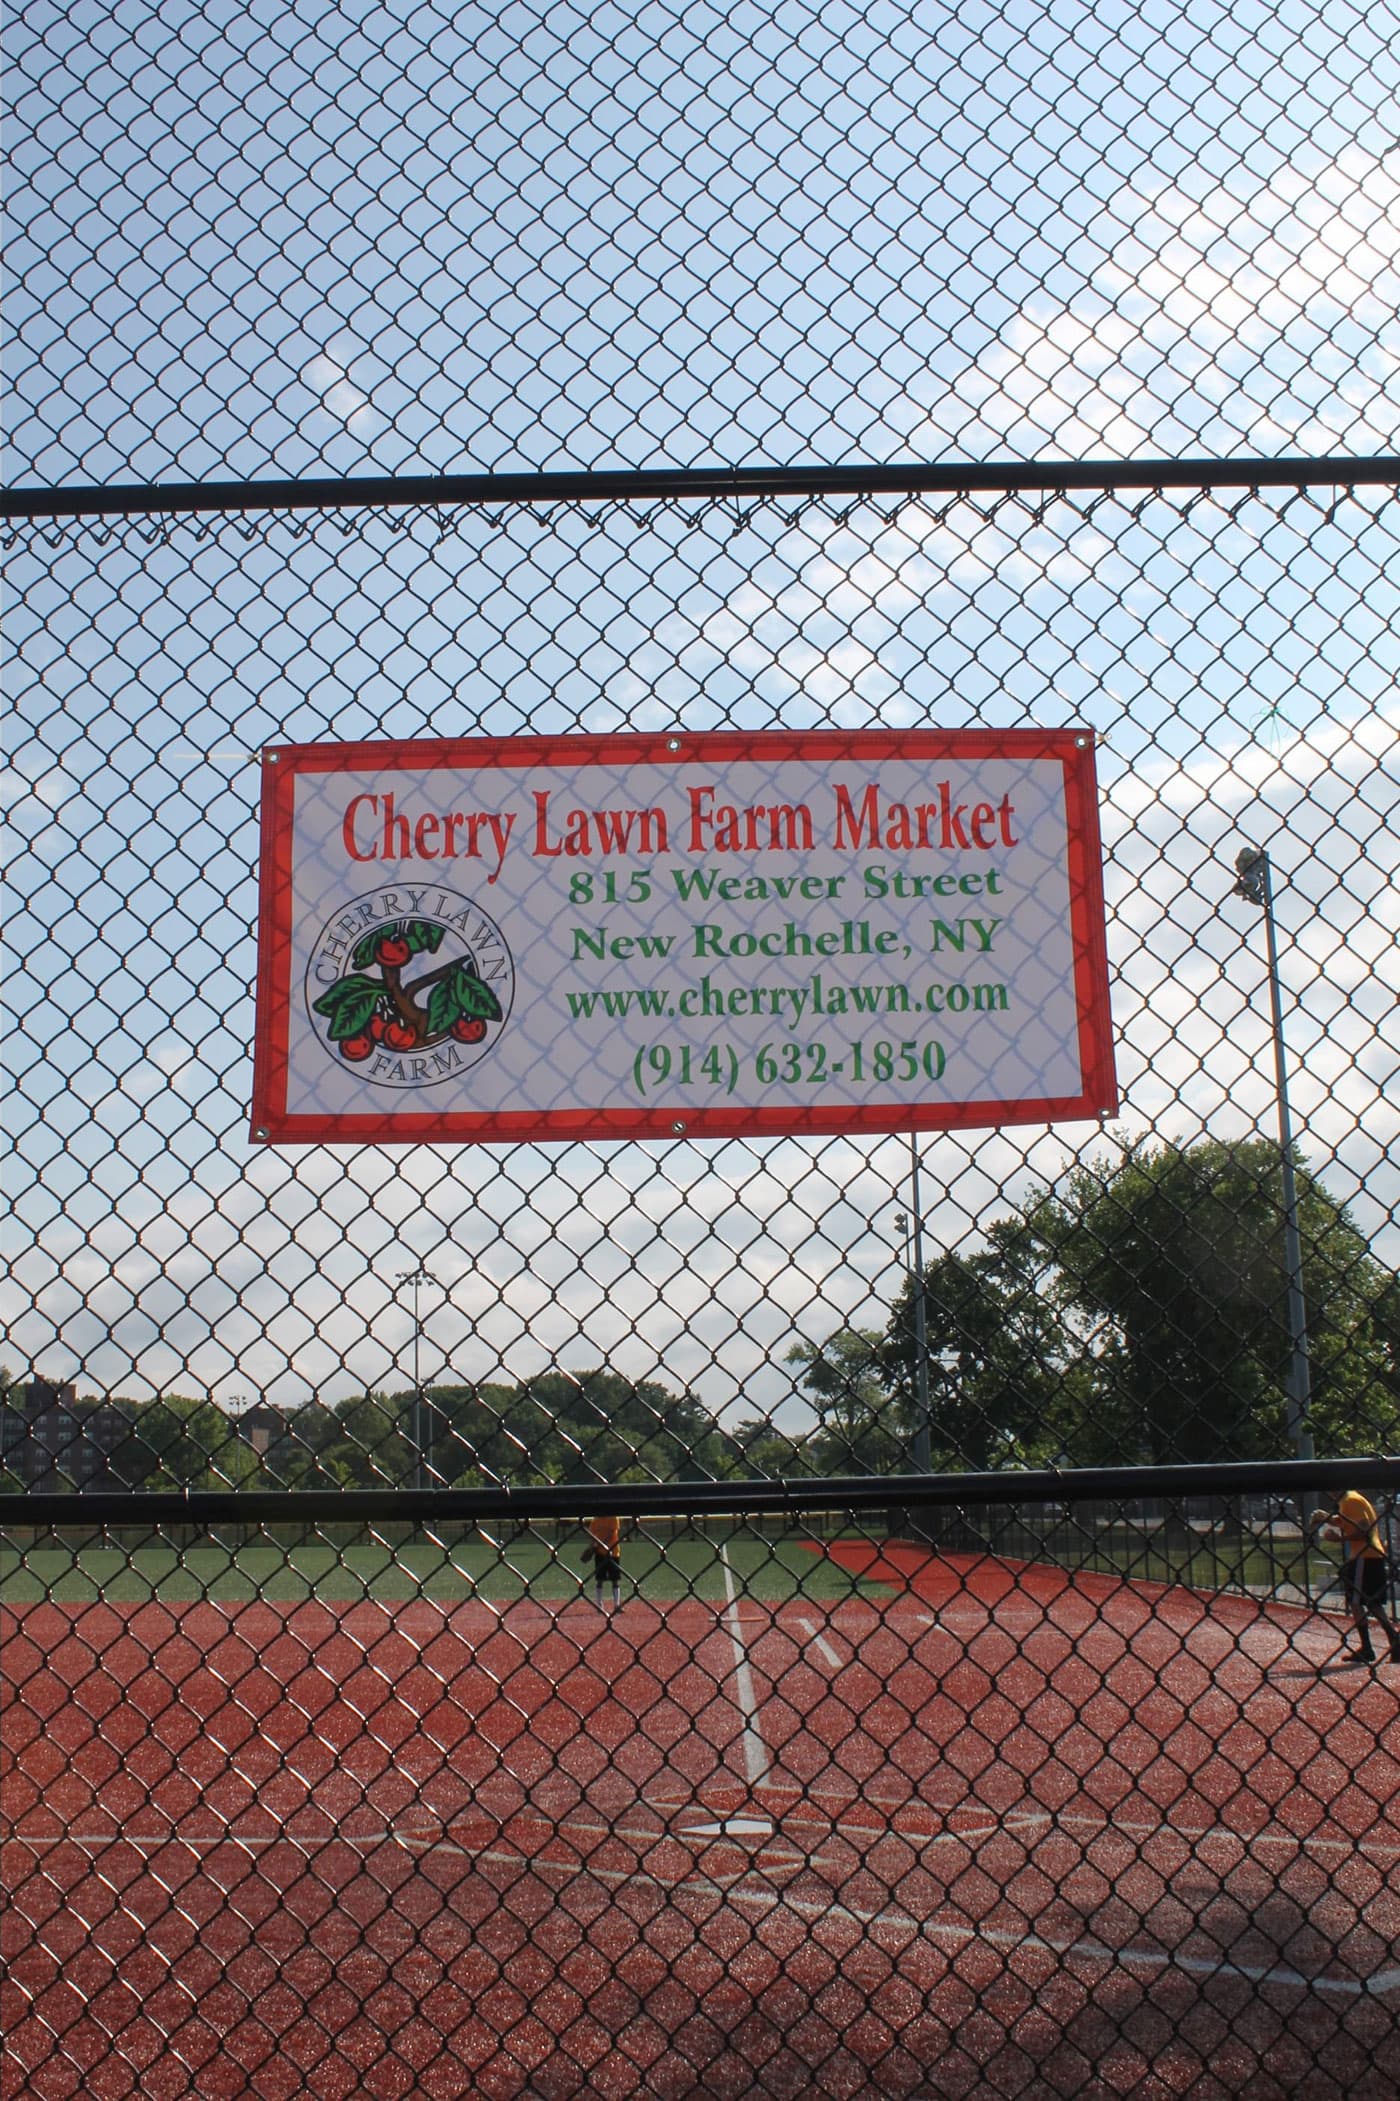 Cherry Lawn Farm Market
815 Weaver Street
New Rochelle, NY
www.cherrylawn.com
(914) 632-1850
CHERRY LAWN
FARM